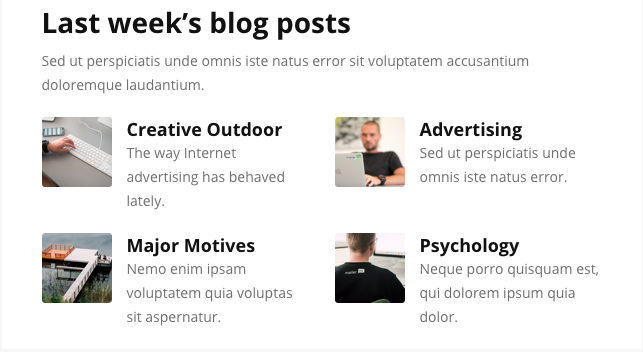 Last week’s blog posts
Sed ut perspiciatis unde omnis iste natus error sit voluptatem accusantium
doloremque laudantium.
Creative Outdoor
The way Internet
advertising has behaved
lately.
Advertising
Sed ut perspiciatis unde
omnis iste natus error.
Major Motives
Nemo enim ipsam
voluptatem quia voluptas
sit aspernatur.
Psychology
Neque porro quisquam est,
qui dolorem ipsum quia
dolor.